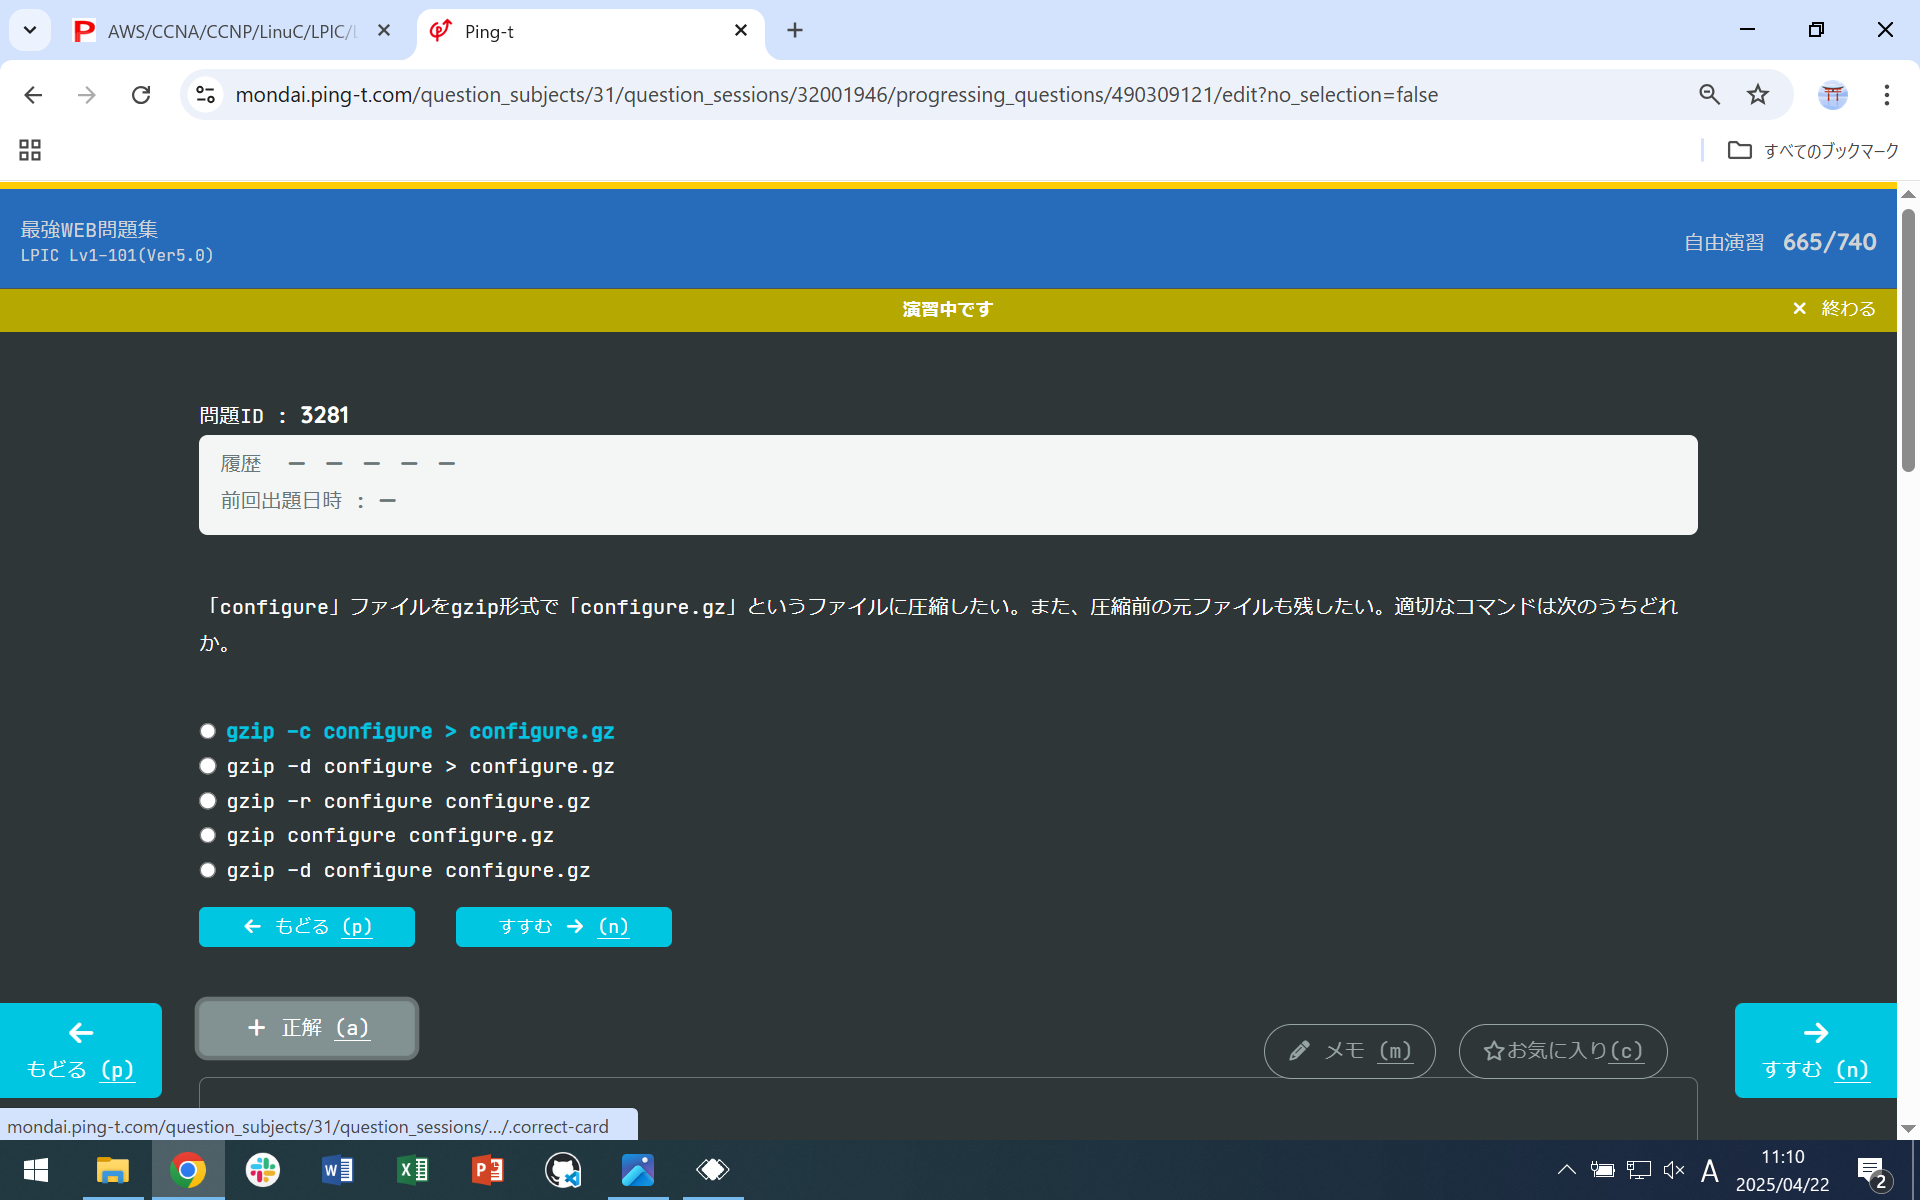 AWS/CCNA/CCNP/LinuC/LPIC/
Ping-t
mondai.ping-t.com/question_subjects/31/question_sessions/32001946/progressing_questions/490309121/edit?no_selection=false
すべてのブックマーク
最強WEB問題集
LPIC Lv1-101(Ver5.0)
自由演習 665/740
演習中です
× 終わる
問題ID : 3281
履歴 — — — — —
前回出題日時 : —
「configure」ファイルをgzip形式で「configure.gz」というファイルに圧縮したい。また、圧縮前の元ファイルも残したい。適切なコマンドは次のうちどれ
か。
gzip -c configure > configure.gz
gzip -d configure > configure.gz
gzip -r configure configure.gz
gzip configure configure.gz
gzip -d configure configure.gz
← もどる (p)
すすむ → (n)
+ 正解 (a)
メモ (m)
☆お気に入り(c)
← もどる (p)
→ すすむ (n)
mondai.ping-t.com/question_subjects/31/question_sessions/.../.correct-card
A
11:10
2025/04/22
2